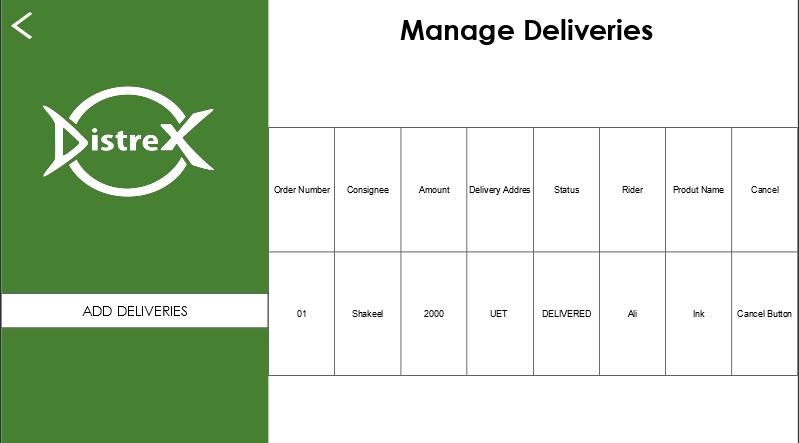 Manage Deliveries
DistreX
Order Number Consignee Amount Delivery Addres Status Rider Produt Name Cancel
ADD DELIVERIES
01 Shakeel 2000 UET DELIVERED Ali Ink Cancel Button